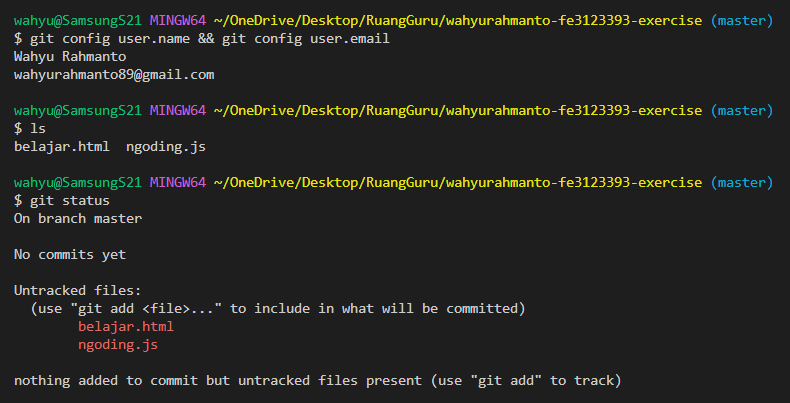 wahyu@SamsungS21 MINGW64 ~/OneDrive/Desktop/RuangGuru/wahyurahmanto-fe3123393-exercise (master)
$ git config user.name && git config user.email
Wahyu Rahmanto
wahyurahmanto89@gmail.com

wahyu@SamsungS21 MINGW64 ~/OneDrive/Desktop/RuangGuru/wahyurahmanto-fe3123393-exercise (master)
$ ls
belajar.html  ngoding.js

wahyu@SamsungS21 MINGW64 ~/OneDrive/Desktop/RuangGuru/wahyurahmanto-fe3123393-exercise (master)
$ git status
On branch master

No commits yet

Untracked files:
  (use "git add <file>..." to include in what will be committed)
        belajar.html
        ngoding.js

nothing added to commit but untracked files present (use "git add" to track)